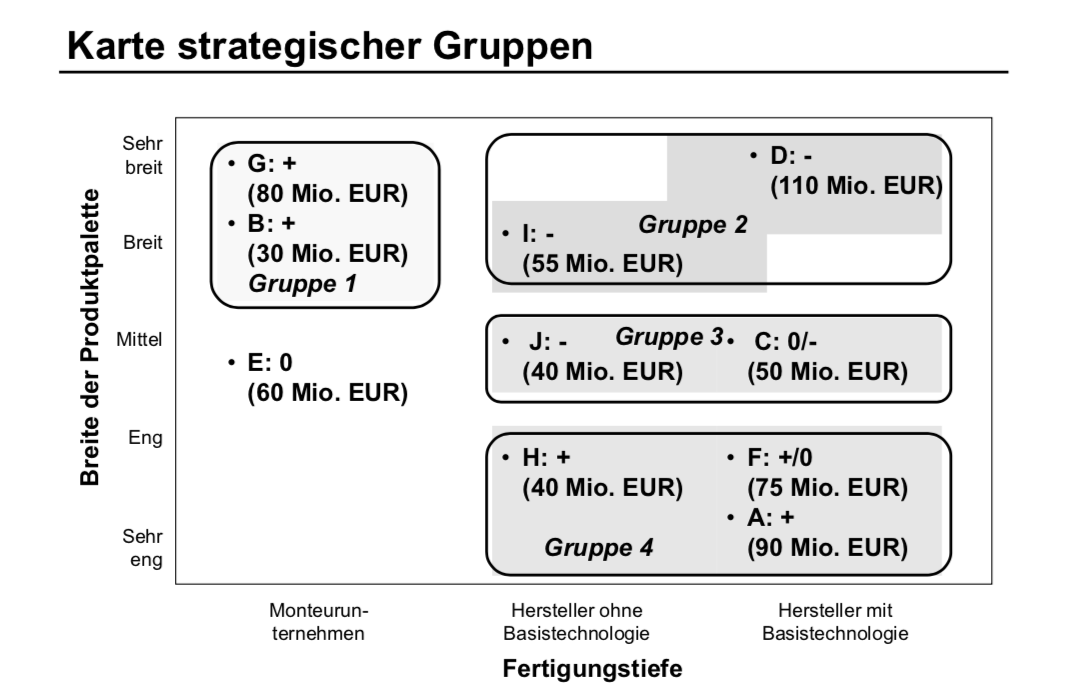 Karte strategischer Gruppen
Breite der Produktpalette
Sehr
breit
Breit
Mittel
Eng
Sehr
eng
• G: +
(80 Mio. EUR)
• B: +
(30 Mio. EUR)
Gruppe 1
• E: 0
(60 Mio. EUR)
• D: -
(110 Mio. EUR)
Gruppe 2
• I: -
(55 Mio. EUR)
• J: -
(40 Mio. EUR)
Gruppe 3
• C: 0/-
(50 Mio. EUR)
• H: +
(40 Mio. EUR)
• F: +/0
(75 Mio. EUR)
• A: +
(90 Mio. EUR)
Gruppe 4
Monteurun-
ternehmen
Hersteller ohne
Basistechnologie
Hersteller mit
Basistechnologie
Fertigungstiefe